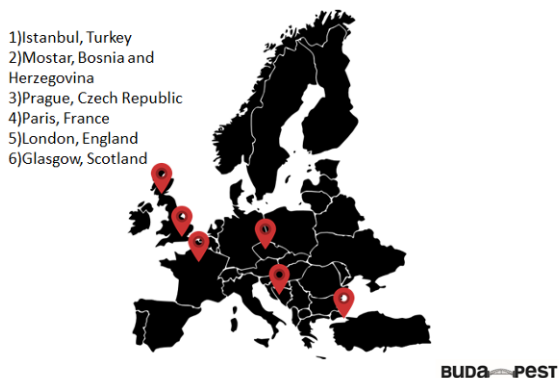 1)Istanbul, Turkey
2)Mostar, Bosnia and
Herzegovina
3)Prague, Czech Republic
4)Paris, France
5)London, England
6)Glasgow, Scotland
BUDA PEST